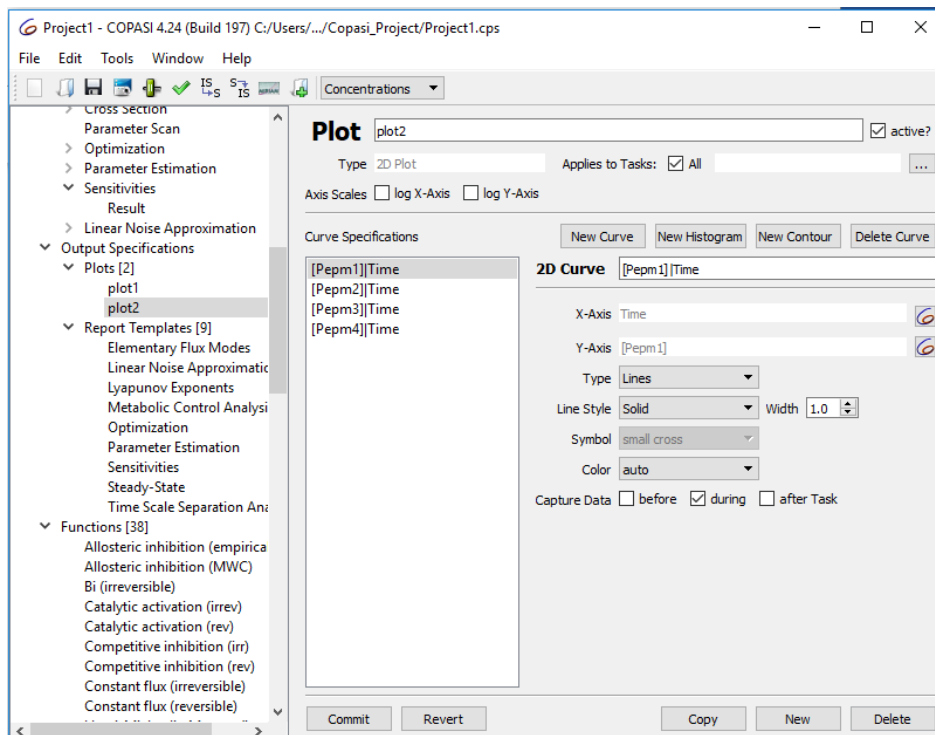 Project1 - COPASI 4.24 (Build 197) C:/Users/.../Copasi_Project/Project1.cps
File Edit Tools Window Help
Concentrations
Cross Section
Parameter Scan
Optimization
Parameter Estimation
Sensitivities
Result
Linear Noise Approximation
Output Specifications
Plots [2]
plot1
plot2
Report Templates [9]
Elementary Flux Modes
Linear Noise Approximatic
Lyapunov Exponents
Metabolic Control Analysi
Optimization
Parameter Estimation
Sensitivities
Steady-State
Time Scale Separation Ana
Functions [38]
Allosteric inhibition (empirica
Allosteric inhibition (MWC)
Bi (irreversible)
Catalytic activation (irrev)
Catalytic activation (rev)
Competitive inhibition (irr)
Competitive inhibition (rev)
Constant flux (irreversible)
Constant flux (reversible)
Plot plot2 active?
Type 2D Plot Applies to Tasks: All ...
Axis Scales log X-Axis log Y-Axis
Curve Specifications New Curve New Histogram New Contour Delete Curve
[Pepm1]|Time
[Pepm2]|Time
[Pepm3]|Time
[Pepm4]|Time
2D Curve [Pepm1]|Time
X-Axis Time
Y-Axis [Pepm1]
Type Lines
Line Style Solid Width 1.0
Symbol small cross
Color auto
Capture Data before during after Task
Commit Revert Copy New Delete